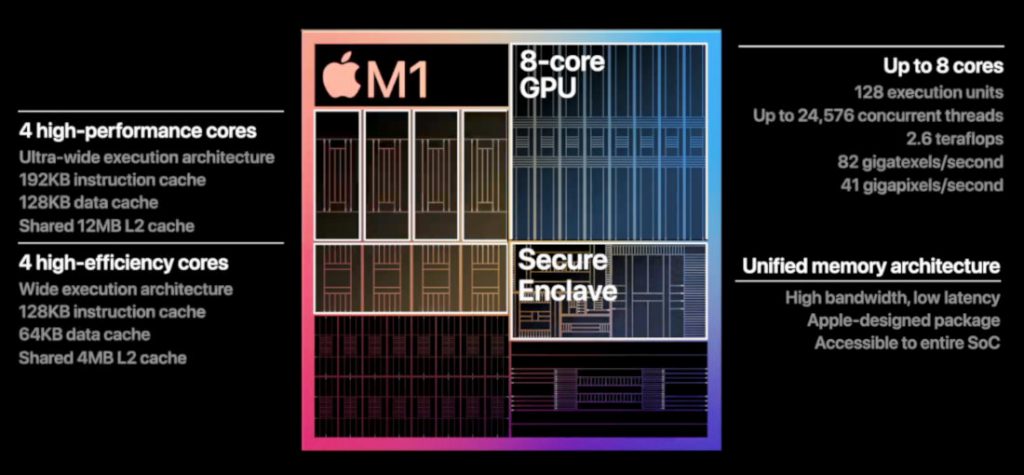 M1
8-core
GPU
Secure
Enclave
4 high-performance cores
Ultra-wide execution architecture
192KB instruction cache
128KB data cache
Shared 12MB L2 cache
4 high-efficiency cores
Wide execution architecture
128KB instruction cache
64KB data cache
Shared 4MB L2 cache
Up to 8 cores
128 execution units
Up to 24,576 concurrent threads
2.6 teraflops
82 gigatexels/second
41 gigapixels/second
Unified memory architecture
High bandwidth, low latency
Apple-designed package
Accessible to entire SoC